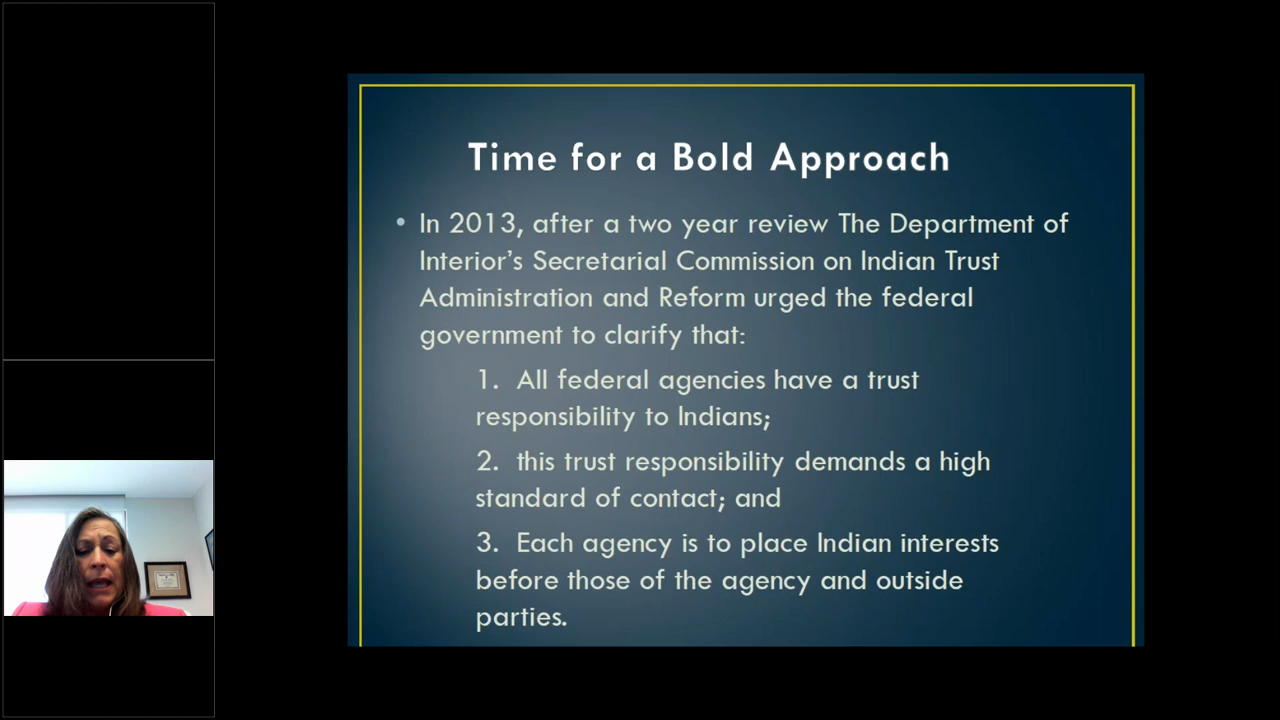 Time for a Bold Approach
• In 2013, after a two year review The Department of
Interior’s Secretarial Commission on Indian Trust
Administration and Reform urged the federal
government to clarify that:
1. All federal agencies have a trust
responsibility to Indians;
2. this trust responsibility demands a high
standard of contact; and
3. Each agency is to place Indian interests
before those of the agency and outside
parties.